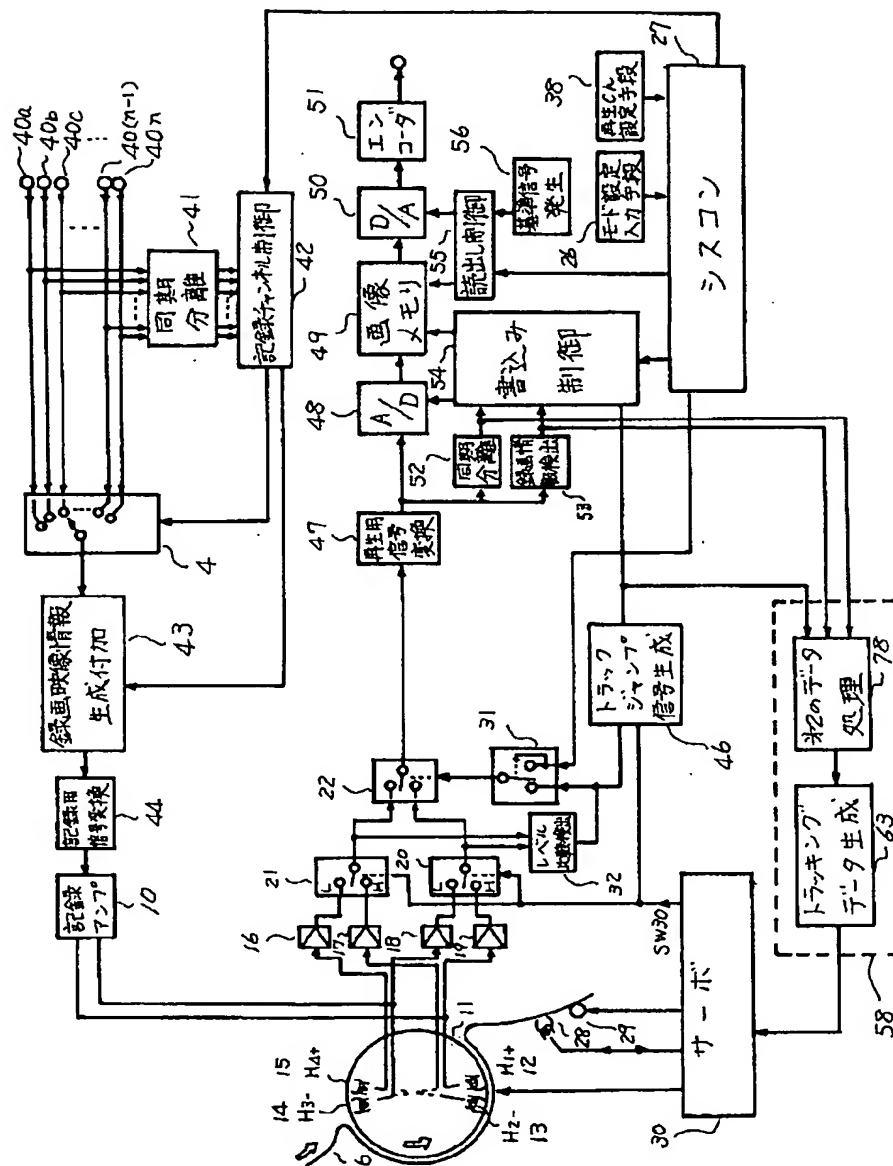 40a
40b
40c
40(n-1)
40n
41
同期
分離
記録チャンネル制御
42
4
録画映像情報
生成付加
43
記録用
信号変換
44
記録
アンプ
10
再生用
信号
変換
47
A/D
48
画像
メモリ
49
D/A
50
エンコーダ
51
同期
分離
52
録画情報検出
53
書込み
制御
54
読出し制御
55
基準信号
発生
56
モード設定
入力手段
26
再生ch
設定手段
38
シスコン
27
22
31
レベル
比較検出
32
トラック
ジャンプ
信号生成
46
21
L
H
20
L
H
16
17
18
19
SW30
サーボ
30
15 H4+
14 H3-
11
H1+
12
H2-
13
6
28
29
第2のデータ
処理
78
トラッキング
データ生成
63
58